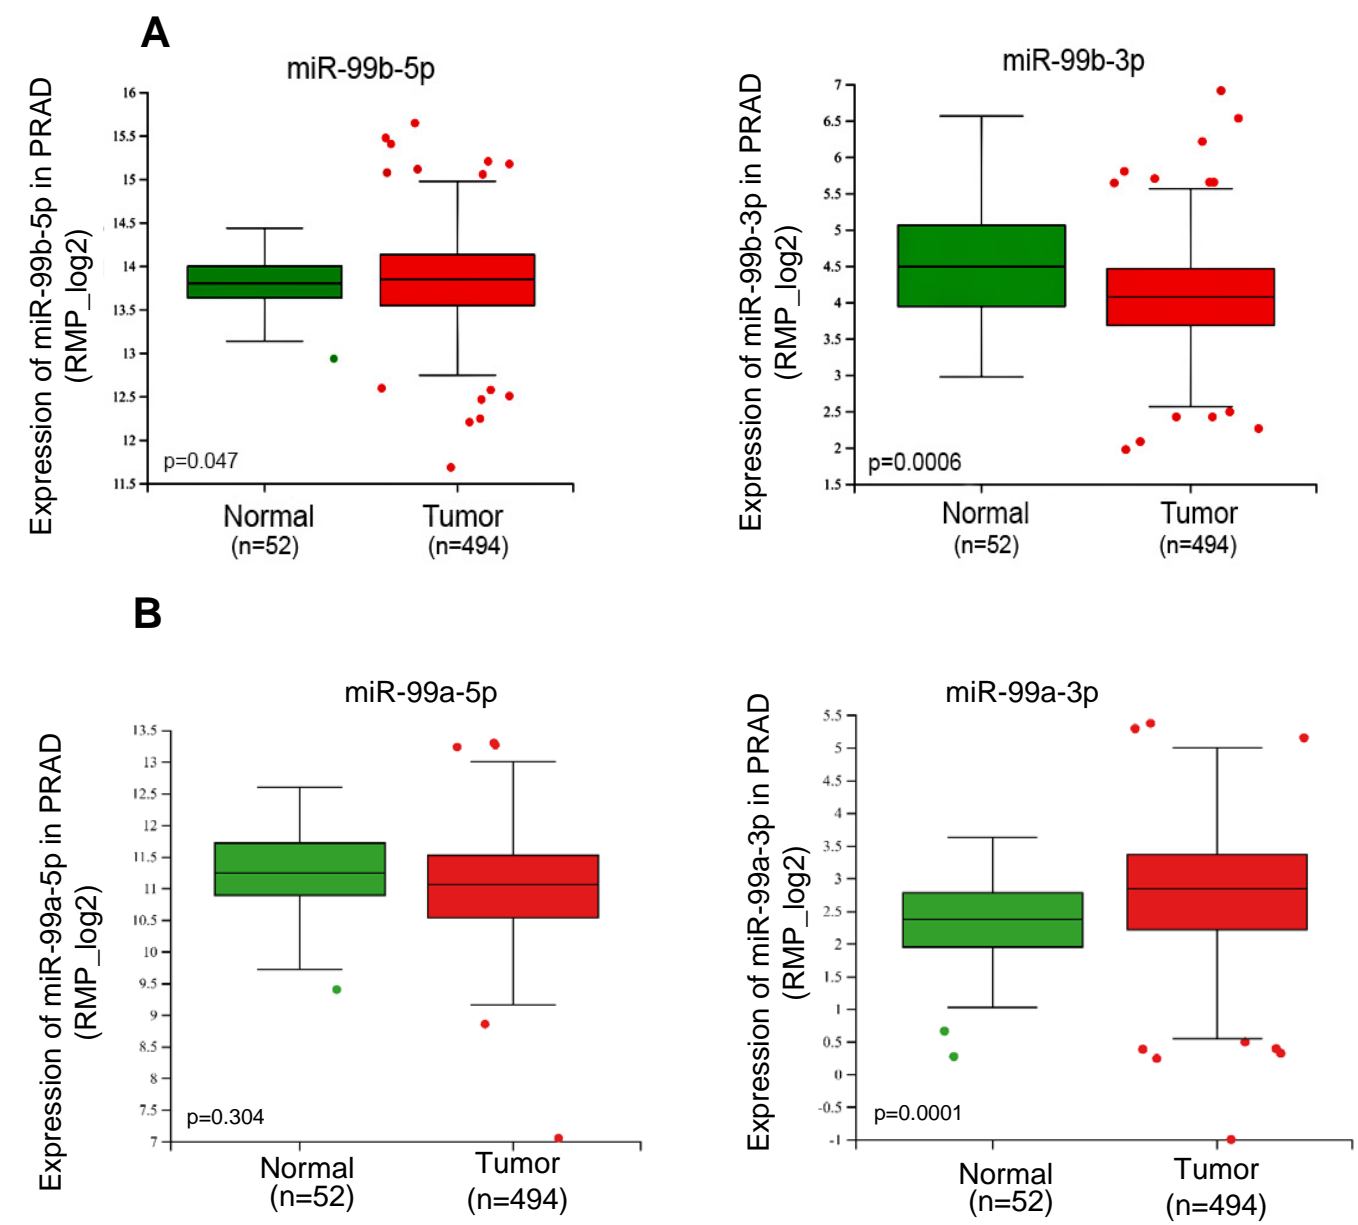 A
miR-99b-5p
Expression of miR-99b-5p in PRAD
(RMP_log2)
16
15.5
15
14.5
14
13.5
13
12.5
12
11.5
p=0.047
Normal
(n=52)
Tumor
(n=494)
miR-99b-3p
Expression of miR-99b-3p in PRAD
(RMP_log2)
7
6.5
6
5.5
5
4.5
4
3.5
3
2.5
2
1.5
p=0.0006
Normal
(n=52)
Tumor
(n=494)
B
miR-99a-5p
Expression of miR-99a-5p in PRAD
(RMP_log2)
13.5
13
12.5
12
11.5
11
10.5
10
9.5
9
8.5
8
7.5
7
p=0.304
Normal
(n=52)
Tumor
(n=494)
miR-99a-3p
Expression of miR-99a-3p in PRAD
(RMP_log2)
5.5
5
4.5
4
3.5
3
2.5
2
1.5
1
0.5
0
-0.5
-1
p=0.0001
Normal
(n=52)
Tumor
(n=494)